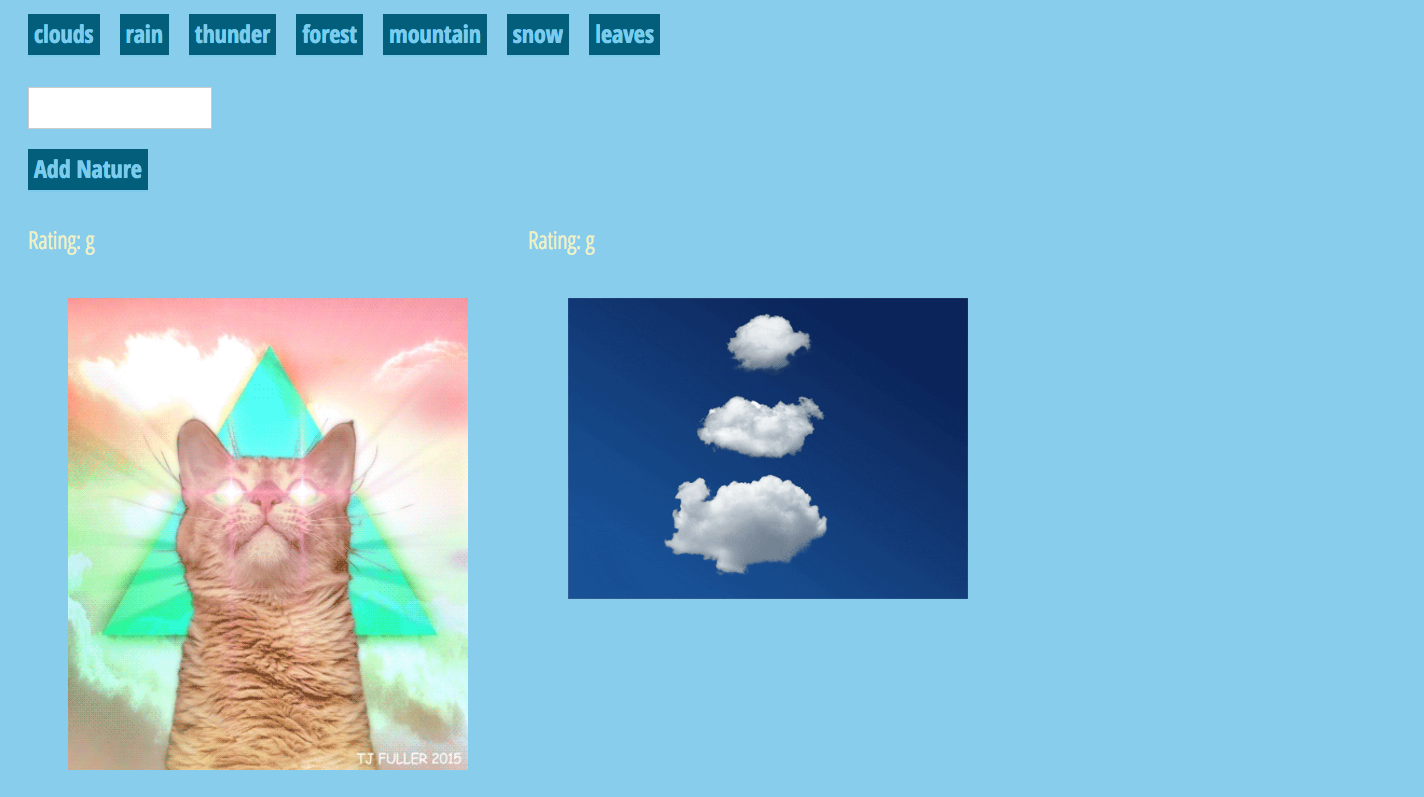 clouds rain thunder forest mountain snow leaves
Add Nature
Rating: g
Rating: g
TJ FULLER 2015